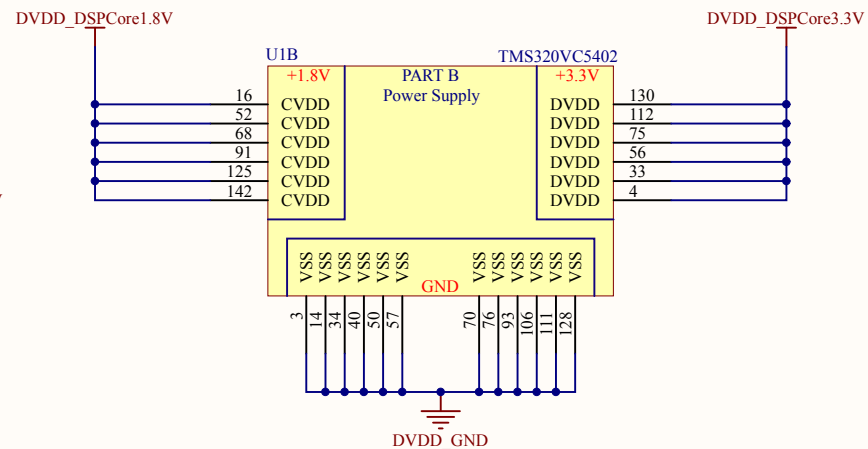 DVDD_DSPCore1.8V DVDD_DSPCore3.3V
U1B TMS320VC5402
+1.8V PART B +3.3V
Power Supply
16 CVDD DVDD 130
52 CVDD DVDD 112
68 CVDD DVDD 75
91 CVDD DVDD 56
125 CVDD DVDD 33
142 CVDD DVDD 4
VSS VSS VSS VSS VSS VSS VSS VSS VSS VSS VSS VSS
GND
3 14 34 40 50 57 70 76 93 106 111 128
DVDD_GND